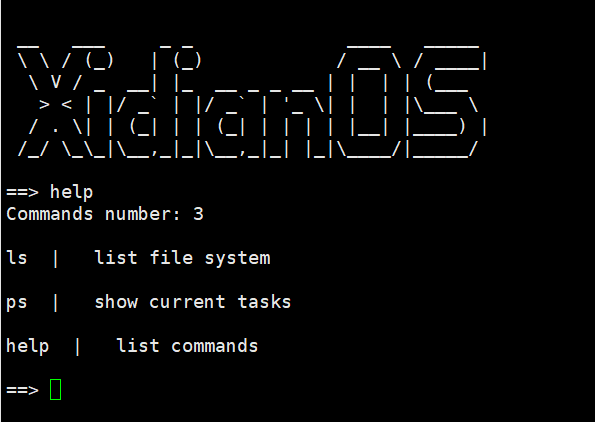 XidianOS
==> help
Commands number: 3
ls | list file system
ps | show current tasks
help | list commands
==>